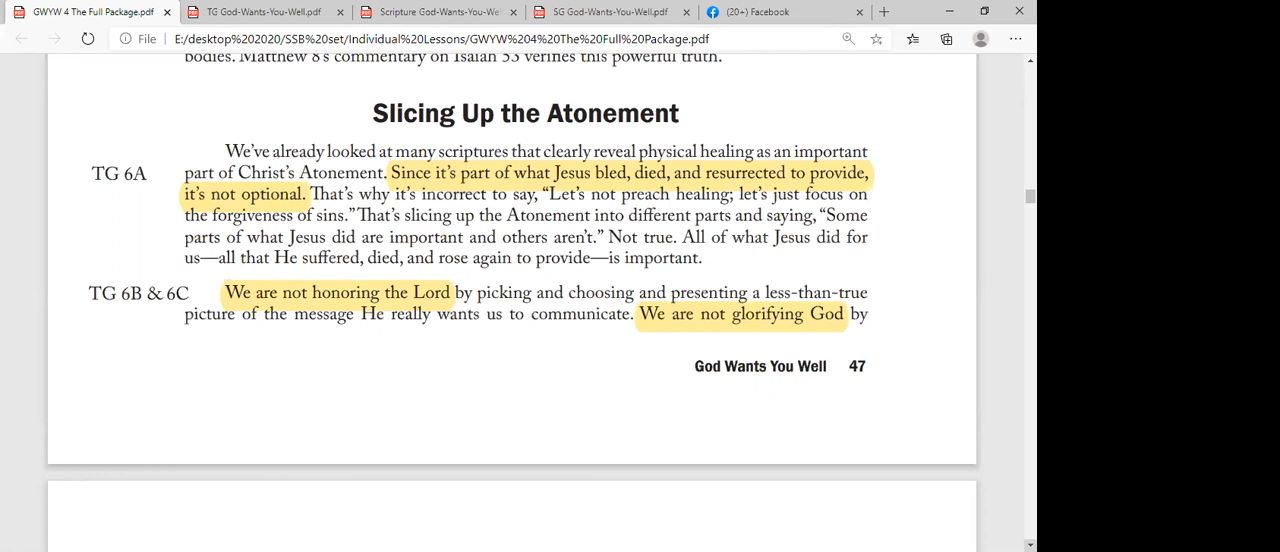 GWYW 4 The Full Package.pdf
TG God-Wants-You-Well.pdf
Scripture God-Wants-You-We
SG God-Wants-You-Well.pdf
(20+) Facebook
File E:/desktop%202020/SSB%20set/Individual%20Lessons/GWYW%204%20The%20Full%20Package.pdf
bodies. Matthew 8's commentary on Isaiah 53 verifies this powerful truth.
Slicing Up the Atonement
We've already looked at many scriptures that clearly reveal physical healing as an important
TG 6A part of Christ's Atonement. Since it's part of what Jesus bled, died, and resurrected to provide,
it's not optional. That's why it's incorrect to say, "Let's not preach healing; let's just focus on
the forgiveness of sins." That's slicing up the Atonement into different parts and saying, "Some
parts of what Jesus did are important and others aren't." Not true. All of what Jesus did for
us—all that He suffered, died, and rose again to provide—is important.
TG 6B & 6C We are not honoring the Lord by picking and choosing and presenting a less-than-true
picture of the message He really wants us to communicate. We are not glorifying God by
God Wants You Well 47